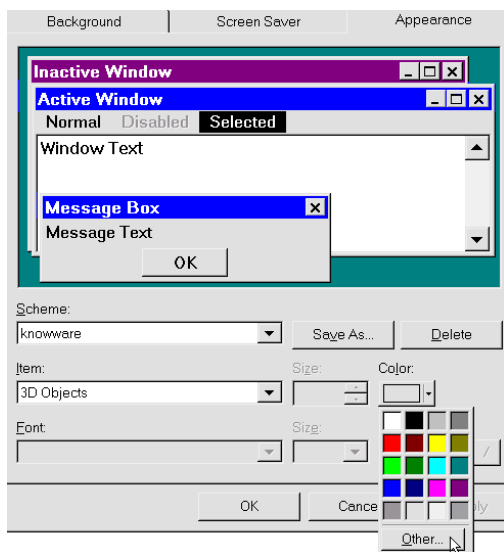 Background Screen Saver Appearance
Inactive Window
Active Window
Normal Disabled Selected
Window Text
Message Box
Message Text
OK
Scheme:
knowware Save As... Delete
Item: Size: Color:
3D Objects
Font: Size:
/
OK Cance ly
Other...